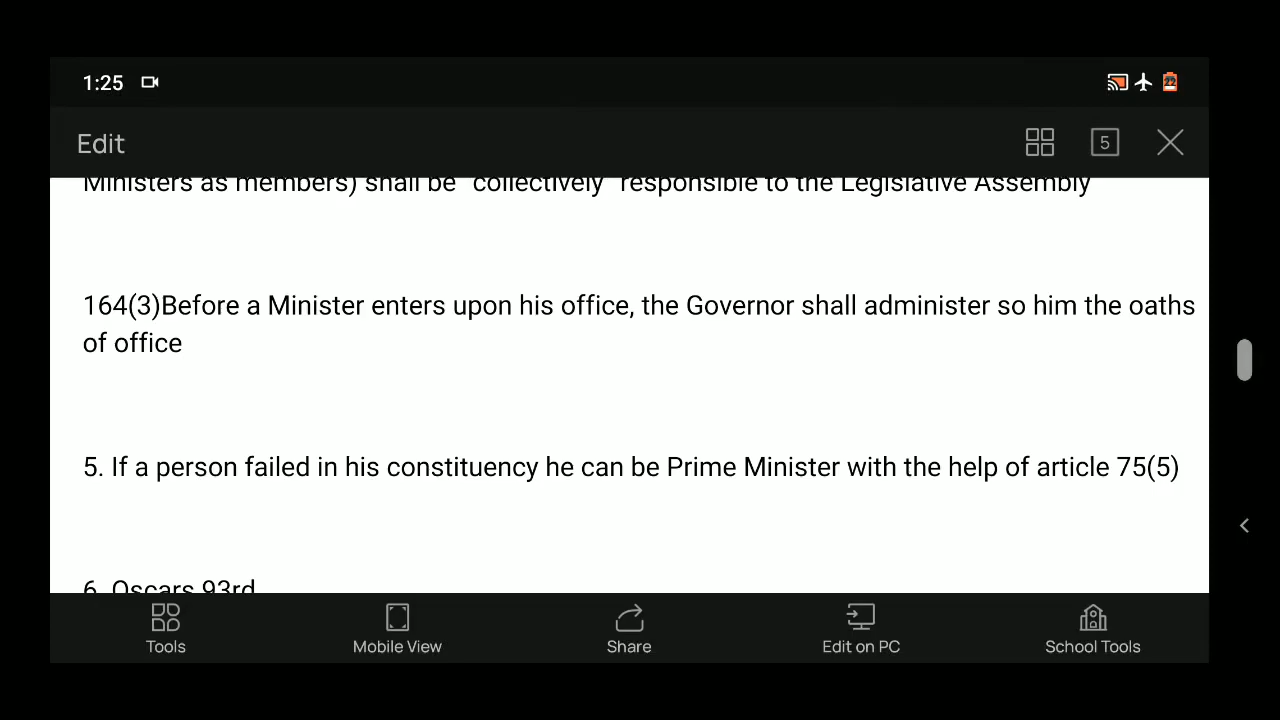 1:25
22
Edit
5
Ministers as members) shall be "collectively" responsible to the Legislative Assembly
164(3)Before a Minister enters upon his office, the Governor shall administer so him the oaths
of office
5. If a person failed in his constituency he can be Prime Minister with the help of article 75(5)
6. Oscars 93rd
Tools
Mobile View
Share
Edit on PC
School Tools